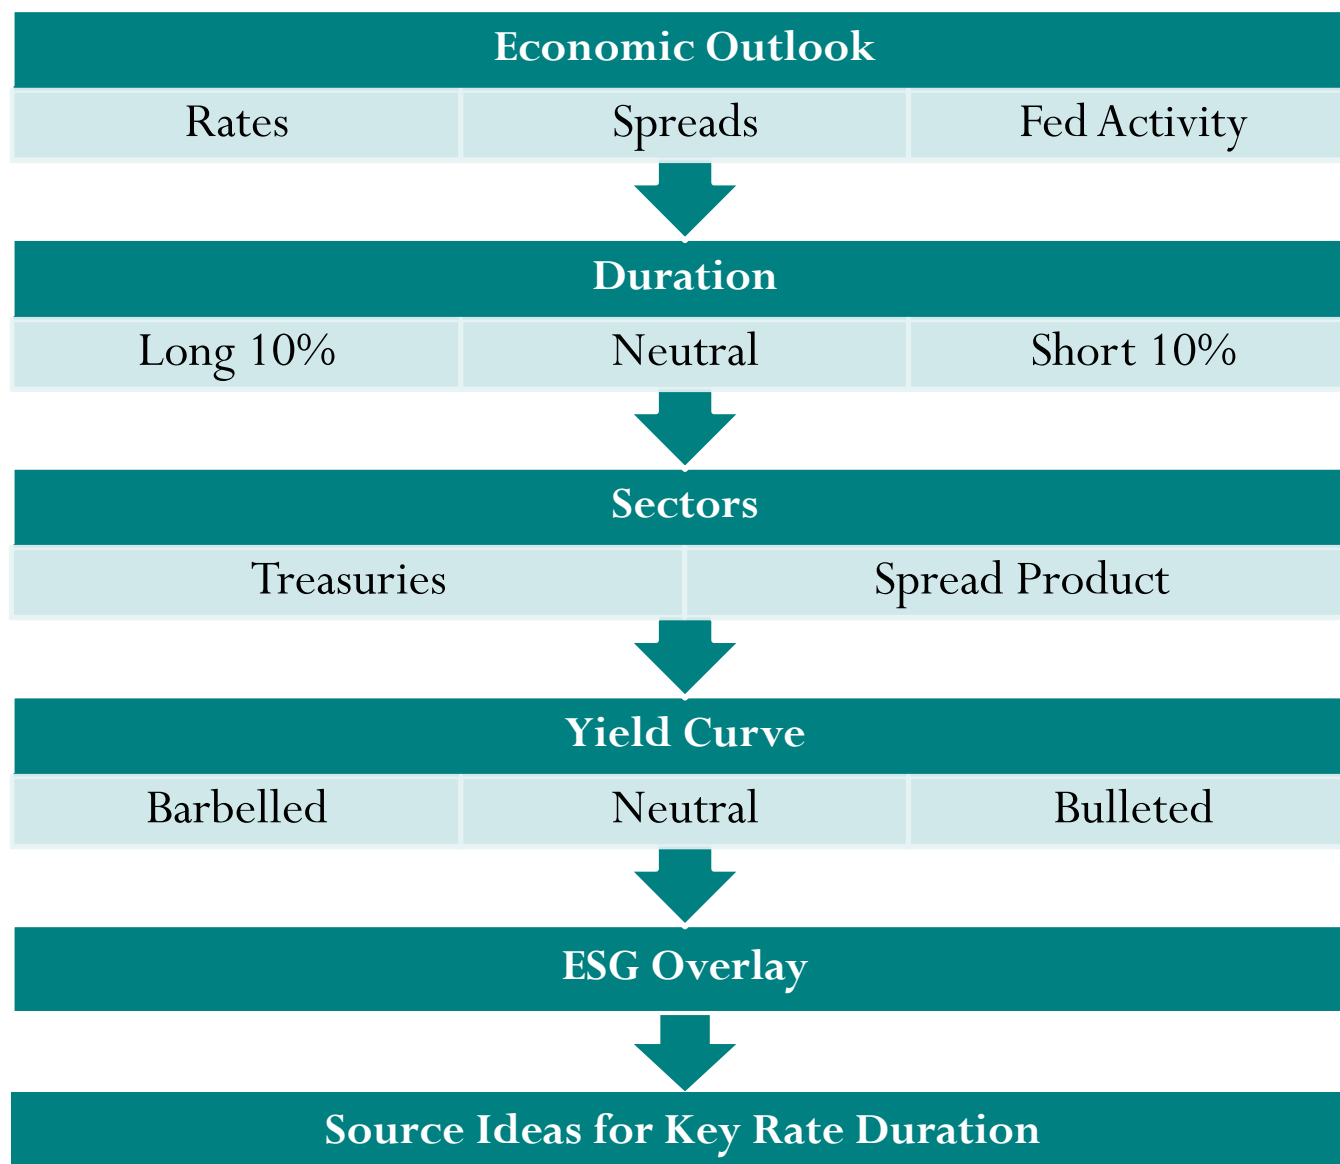 Economic Outlook
Rates Spreads Fed Activity
Duration
Long 10% Neutral Short 10%
Sectors
Treasuries Spread Product
Yield Curve
Barbelled Neutral Bulleted
ESG Overlay
Source Ideas for Key Rate Duration